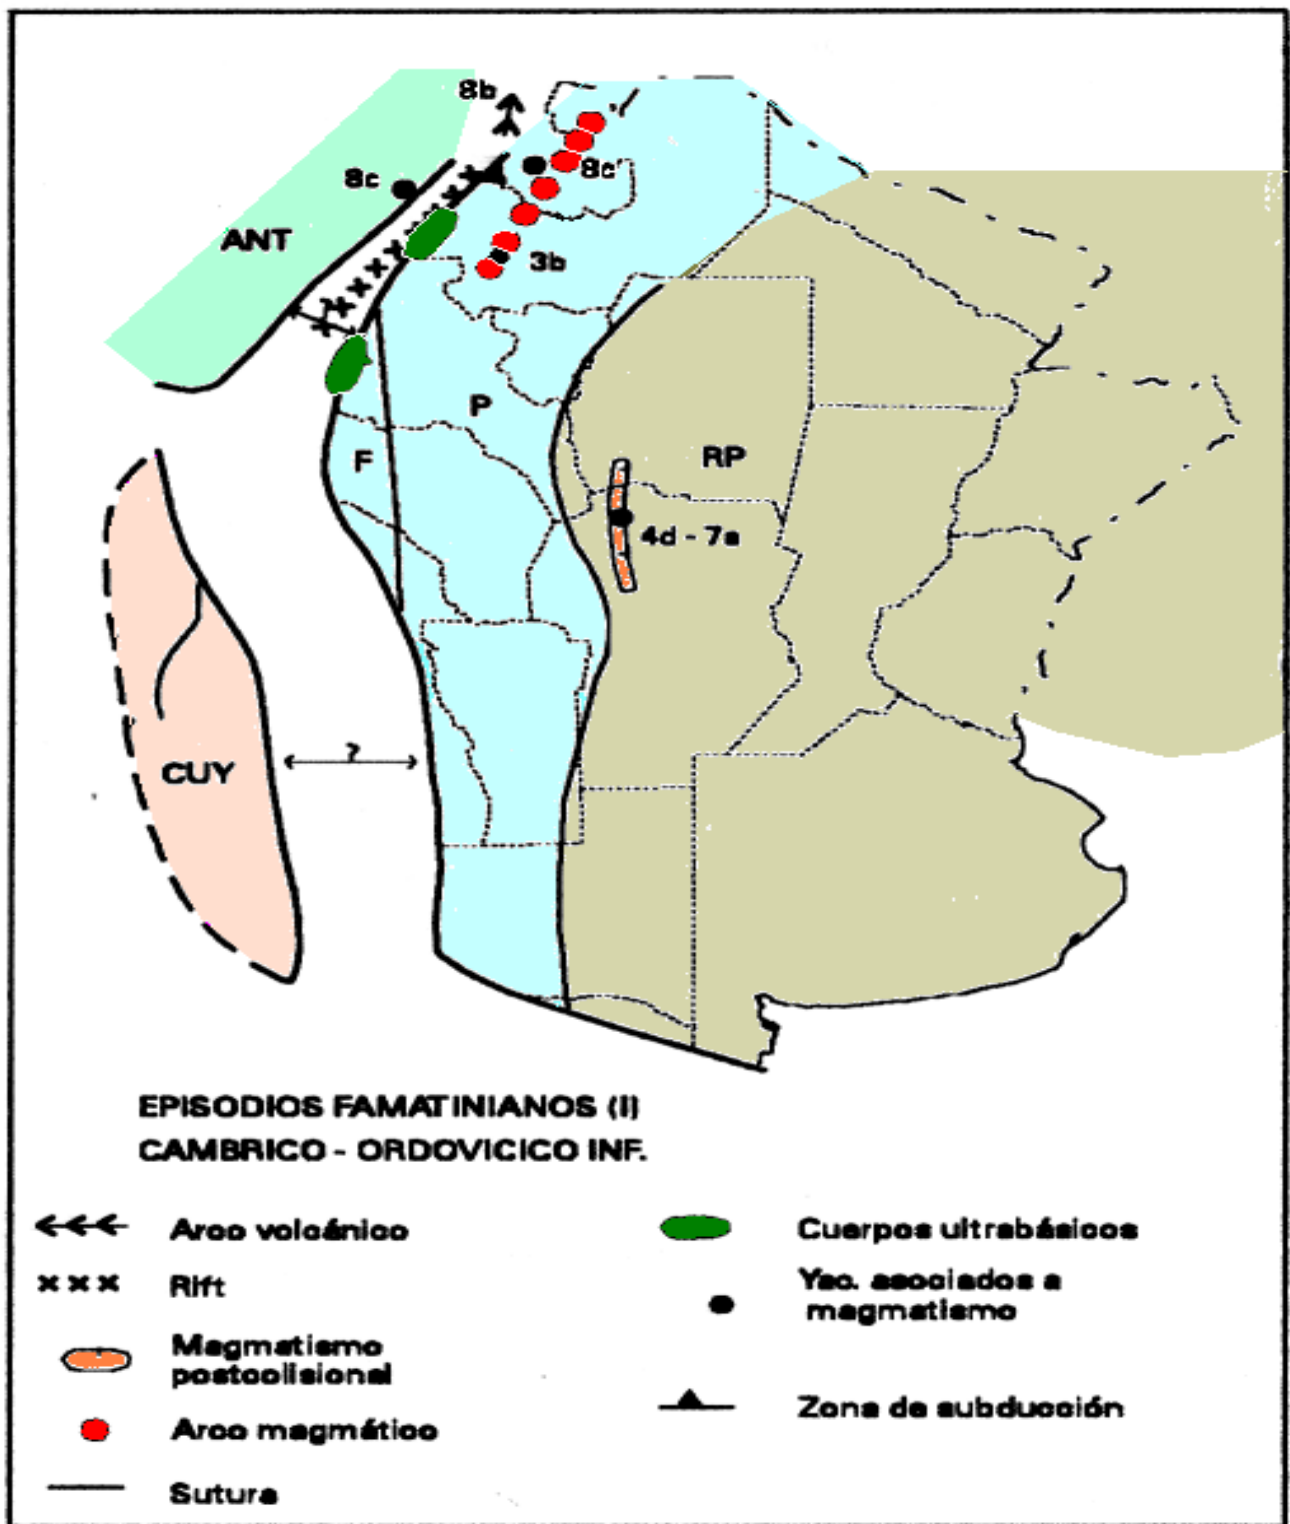 8b
8c
8c
ANT
3b
P
F
RP
4d - 7a
?
CUY
?
EPISODIOS FAMATINIANOS (I)
CAMBRICO - ORDOVICICO INF.
Arco volcánico
Rift
Magmatismo
postcolisional
Arco magmático
Sutura
Cuerpos ultrabásicos
Yac. asociados a
magmatismo
Zona de subducción